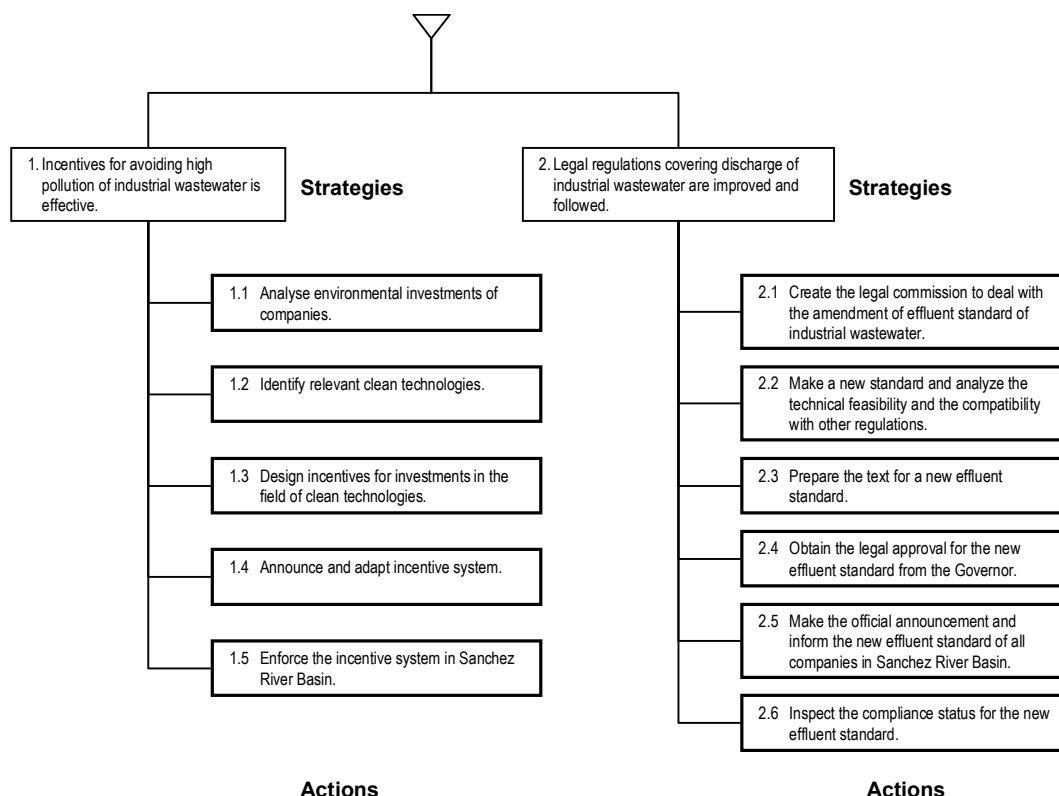 1. Incentives for avoiding high
pollution of industrial wastewater is
effective.
Strategies
1.1 Analyse environmental investments of
companies.
1.2 Identify relevant clean technologies.
1.3 Design incentives for investments in the
field of clean technologies.
1.4 Announce and adapt incentive system.
1.5 Enforce the incentive system in Sanchez
River Basin.
Actions
2. Legal regulations covering discharge of
industrial wastewater are improved and
followed.
Strategies
2.1 Create the legal commission to deal with
the amendment of effluent standard of
industrial wastewater.
2.2 Make a new standard and analyze the
technical feasibility and the compatibility
with other regulations.
2.3 Prepare the text for a new effluent
standard.
2.4 Obtain the legal approval for the new
effluent standard from the Governor.
2.5 Make the official announcement and
inform the new effluent standard of all
companies in Sanchez River Basin.
2.6 Inspect the compliance status for the new
effluent standard.
Actions